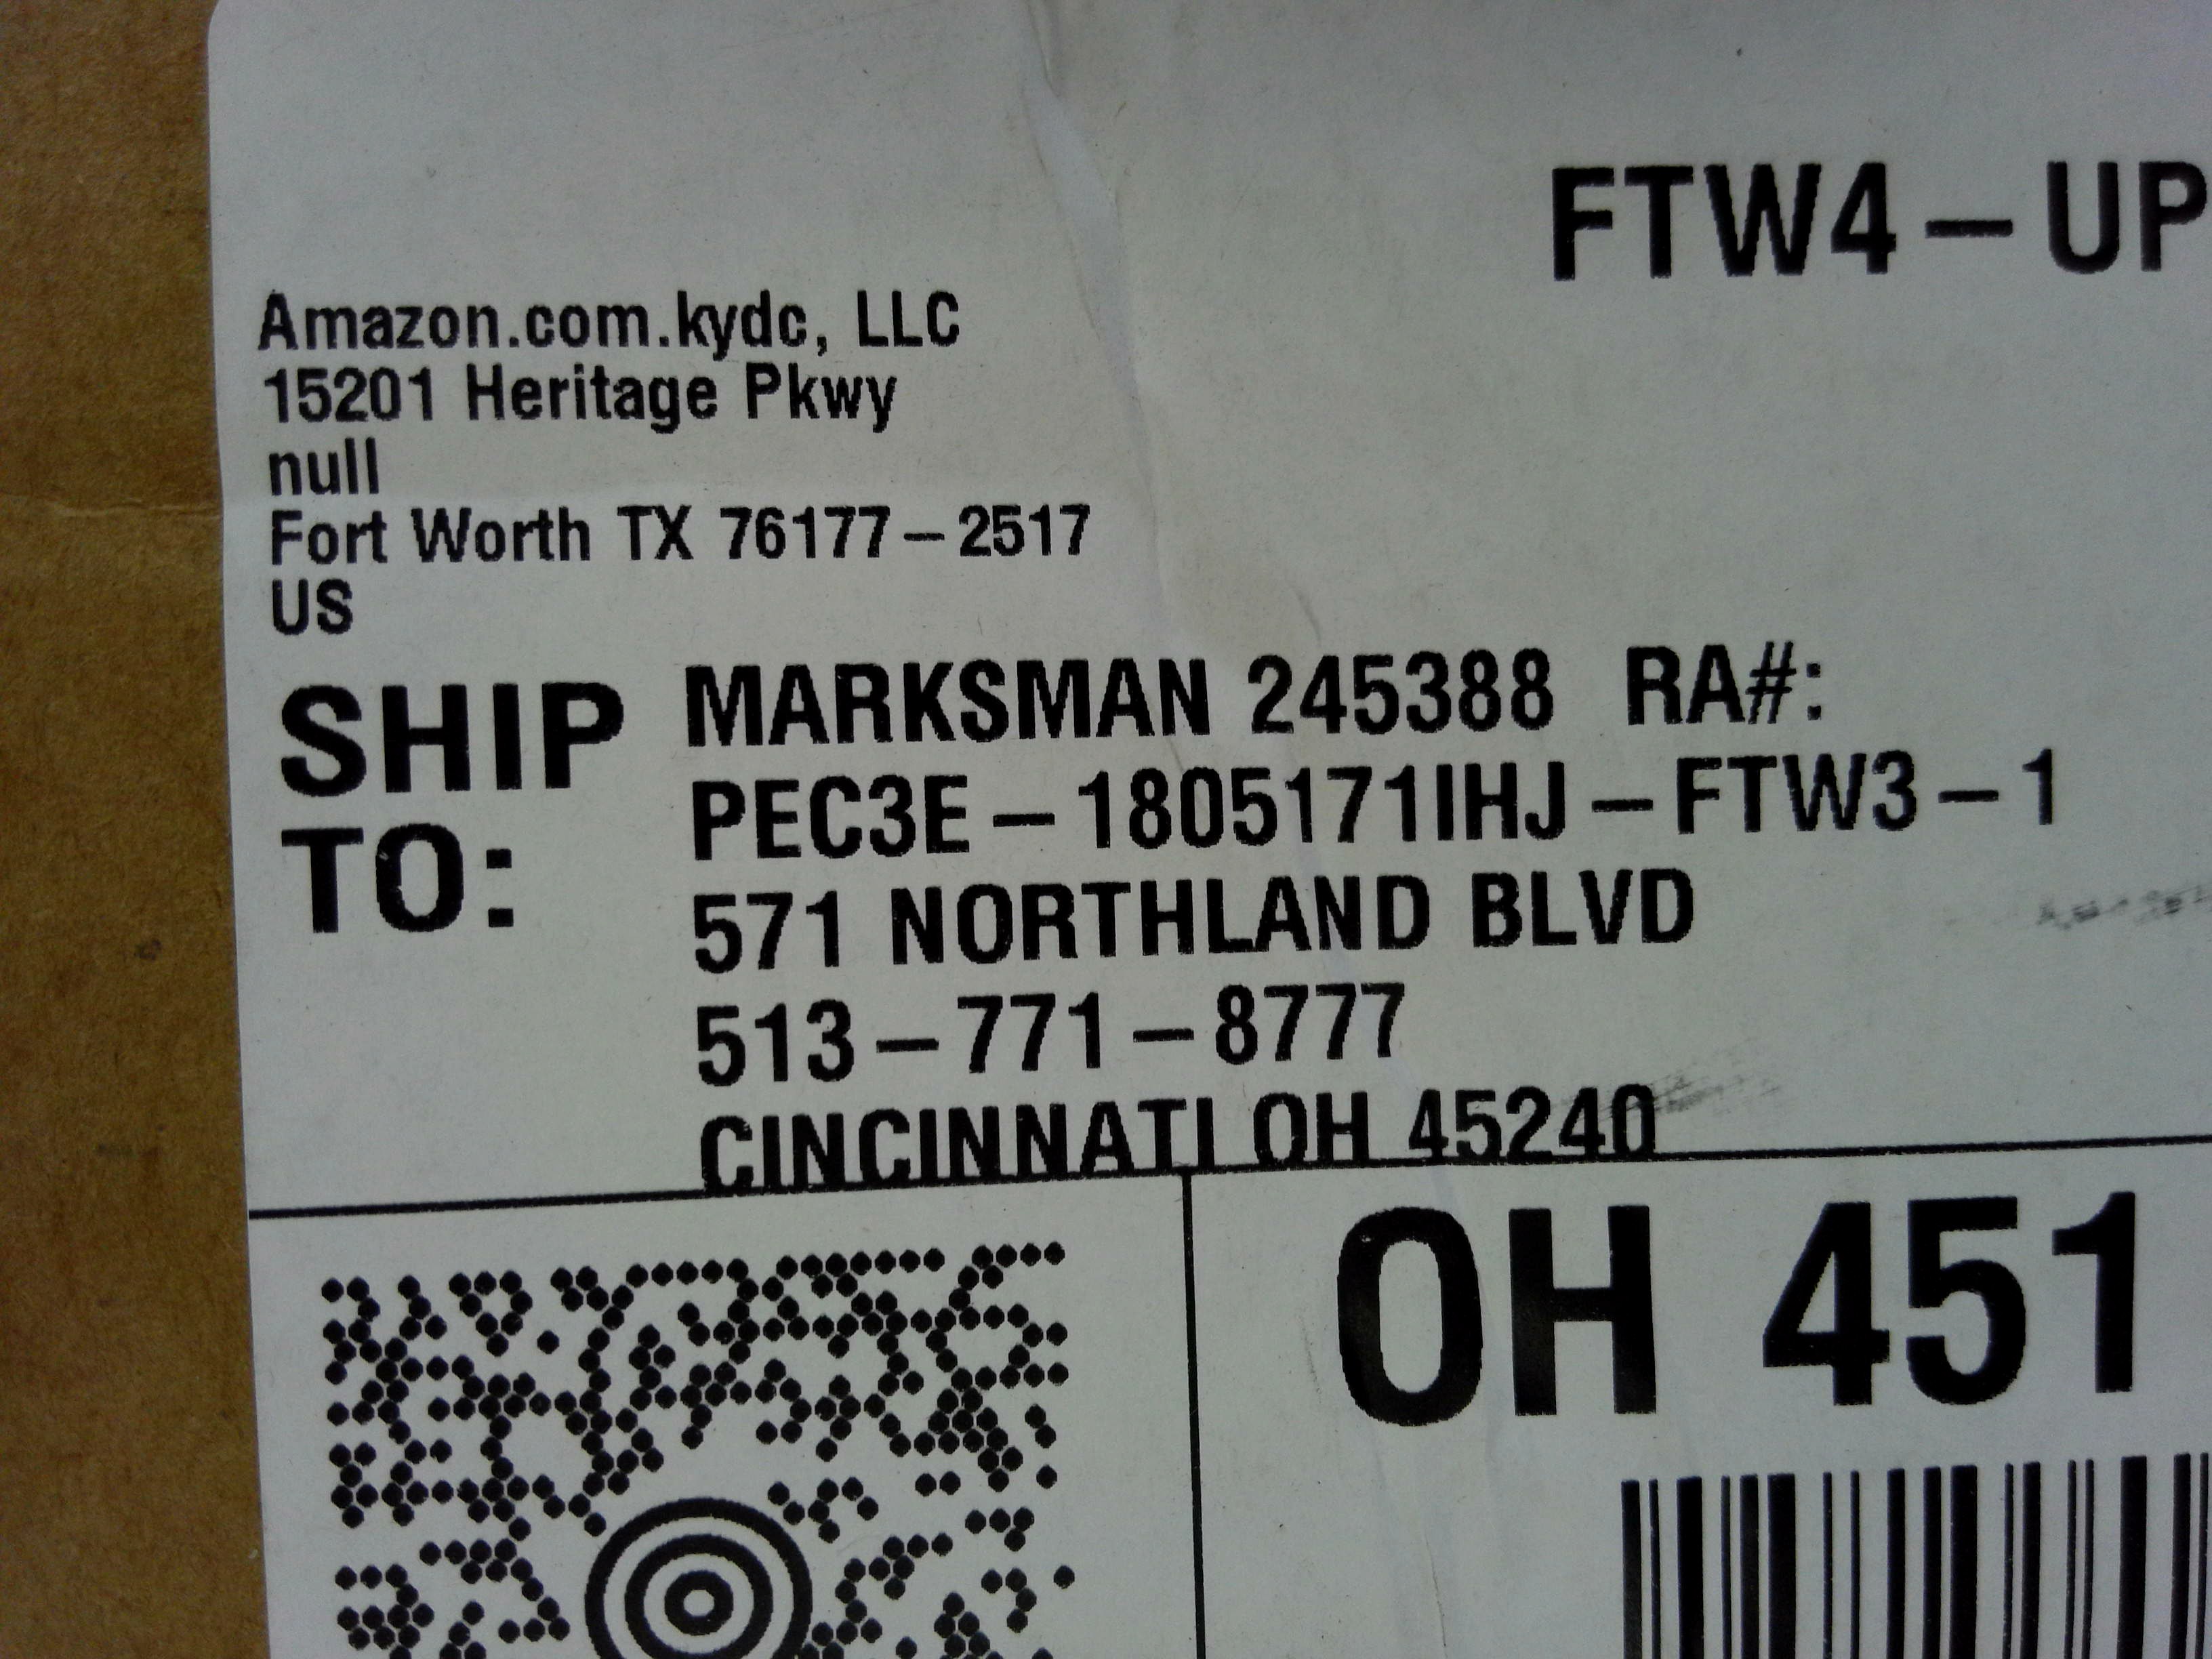 FTW4-UP
Amazon.com.kydc, LLC
15201 Heritage Pkwy
null
Fort Worth TX 76177-2517
US
SHIP TO:
MARKSMAN 245388 RA#:
PEC3E-1805171IHJ-FTW3-1
571 NORTHLAND BLVD
513-771-8777
CINCINNATI OH 45240
OH 451